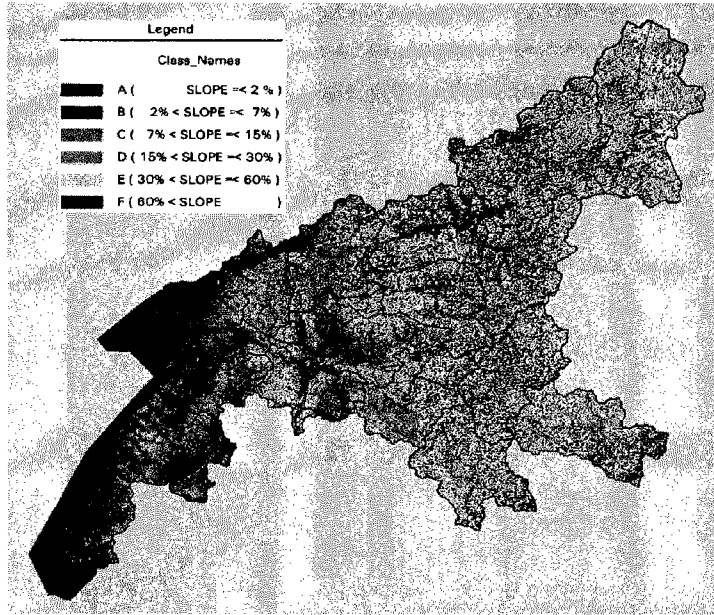 Legend
Class_Names
A ( SLOPE =< 2 % )
B ( 2% < SLOPE =< 7% )
C ( 7% < SLOPE =< 15% )
D ( 15% < SLOPE =< 30% )
E ( 30% < SLOPE =< 60% )
F ( 60% < SLOPE )